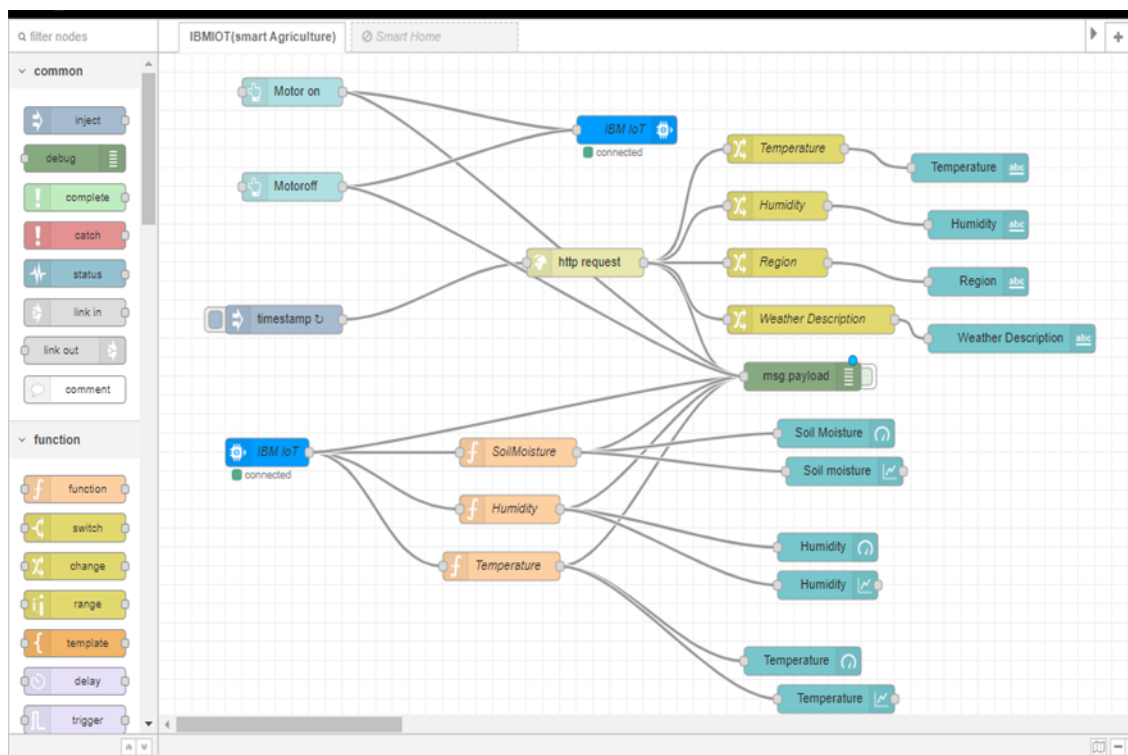 filter nodes
IBMIOT(smart Agriculture)
Smart Home
common
inject
debug
complete
catch
status
link in
link out
comment
function
function
switch
change
range
template
delay
trigger
Motor on
IBM IoT
connected
Temperature
Temperature
Motoroff
Humidity
Humidity
http request
Region
Region
timestamp ↻
Weather Description
Weather Description
msg.payload
IBM IoT
connected
SoilMoisture
Soil Moisture
Soil moisture
Humidity
Humidity
Humidity
Temperature
Temperature
Temperature